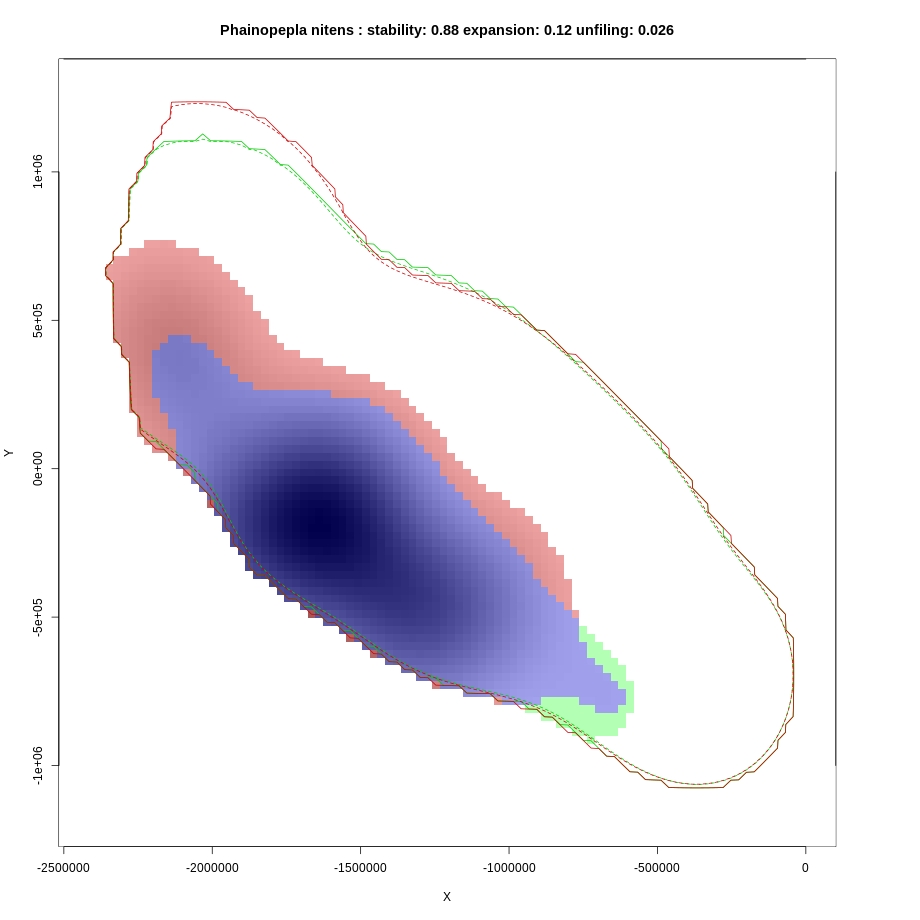 Phainopepla nitens : stability: 0.88 expansion: 0.12 unfiling: 0.026
1e+06
5e+05
0e+00
-5e+05
-1e+06
Y
-2500000 -2000000 -1500000 -1000000 -500000 0
X